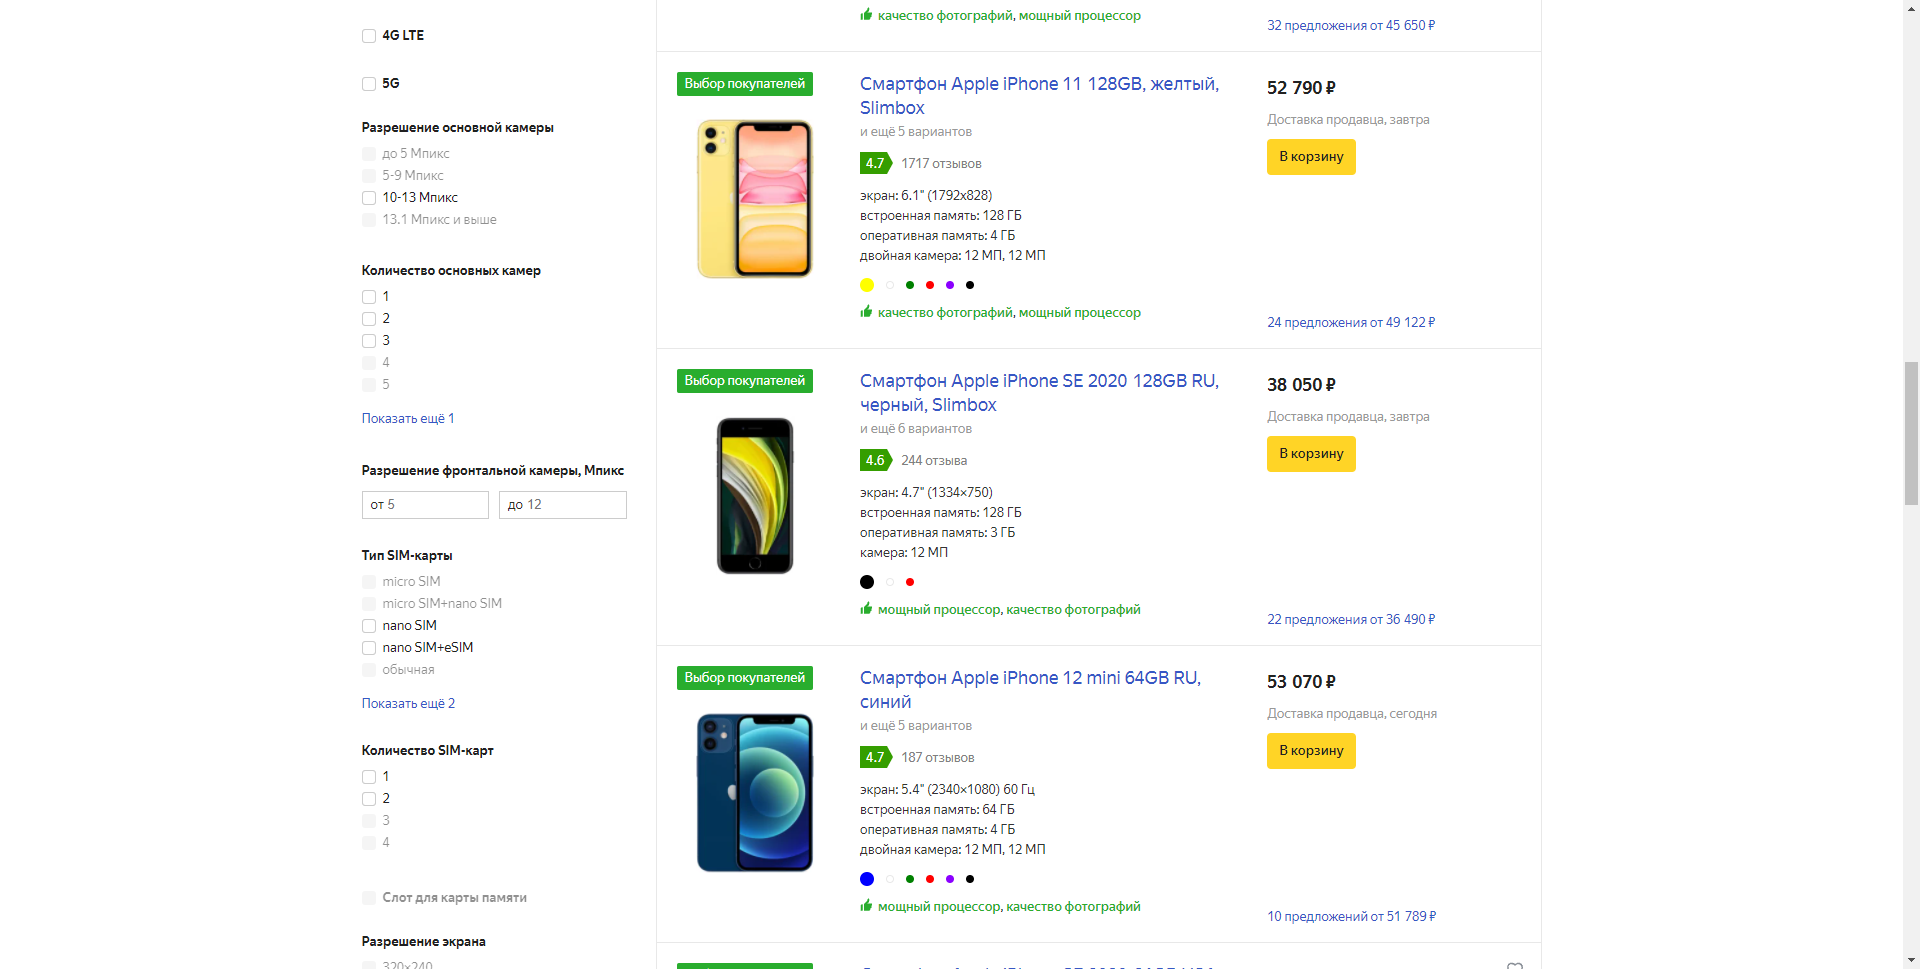 4G LTE
5G
Разрешение основной камеры
до 5 Мпикс
5-9 Мпикс
10-13 Мпикс
13.1 Мпикс и выше
Количество основных камер
1
2
3
4
5
Показать ещё 1
Разрешение фронтальной камеры, Мпикс
от 5 до 12
Тип SIM-карты
micro SIM
micro SIM+nano SIM
nano SIM
nano SIM+eSIM
обычная
Показать ещё 2
Количество SIM-карт
1
2
3
4
Слот для карты памяти
Разрешение экрана
320x240
качество фотографий, мощный процессор
32 предложения от 45 650 ₽
Выбор покупателей
Смартфон Apple iPhone 11 128GB, желтый,
Slimbox
и ещё 5 вариантов
4.7 1717 отзывов
экран: 6.1" (1792x828)
встроенная память: 128 ГБ
оперативная память: 4 ГБ
двойная камера: 12 МП, 12 МП
качество фотографий, мощный процессор
52 790 ₽
Доставка продавца, завтра
В корзину
24 предложения от 49 122 ₽
Выбор покупателей
Смартфон Apple iPhone SE 2020 128GB RU,
черный, Slimbox
и ещё 6 вариантов
4.6 244 отзыва
экран: 4.7" (1334×750)
встроенная память: 128 ГБ
оперативная память: 3 ГБ
камера: 12 МП
мощный процессор, качество фотографий
38 050 ₽
Доставка продавца, завтра
В корзину
22 предложения от 36 490 ₽
Выбор покупателей
Смартфон Apple iPhone 12 mini 64GB RU,
синий
и ещё 5 вариантов
4.7 187 отзывов
экран: 5.4" (2340×1080) 60 Гц
встроенная память: 64 ГБ
оперативная память: 4 ГБ
двойная камера: 12 МП, 12 МП
мощный процессор, качество фотографий
53 070 ₽
Доставка продавца, сегодня
В корзину
10 предложений от 51 789 ₽